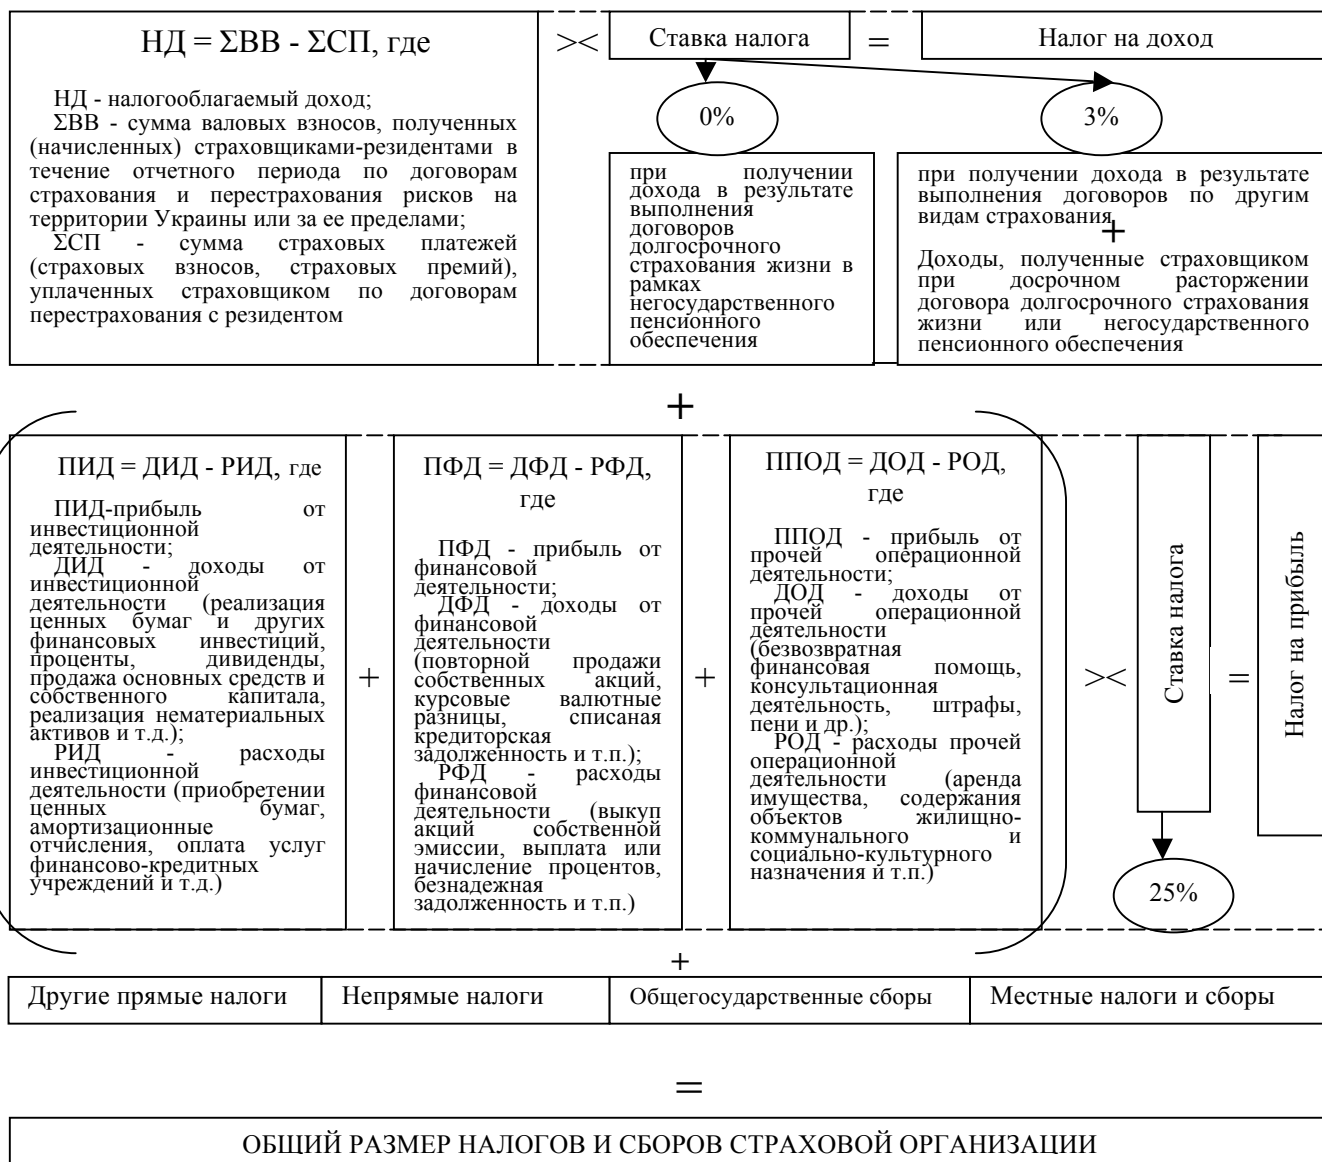 НД = ΣВВ - ΣСП, где
НД - налогооблагаемый доход;
ΣВВ - сумма валовых взносов, полученных
(начисленных) страховщиками-резидентами в
течение отчетного периода по договорам
страхования и перестрахования рисков на
территории Украины или за ее пределами;
ΣСП - сумма страховых платежей
(страховых взносов, страховых премий),
уплаченных страховщиком по договорам
перестрахования с резидентом
><
Ставка налога
=
Налог на доход
0%
при получении
дохода в результате
выполнения
договоров
долгосрочного
страхования жизни в
рамках
негосударственного
пенсионного
обеспечения
3%
при получении дохода в результате
выполнения договоров по другим
видам страхования
+
Доходы, полученные страховщиком
при досрочном расторжении
договора долгосрочного страхования
жизни или негосударственного
пенсионного обеспечения
+
ПИД = ДИД - РИД, где
ПИД-прибыль от
инвестиционной
деятельности;
ДИД - доходы от
инвестиционной
деятельности (реализация
ценных бумаг и других
финансовых инвестиций,
проценты, дивиденды,
продажа основных средств и
собственного капитала,
реализация нематериальных
активов и т.д.);
РИД - расходы
инвестиционной
деятельности (приобретении
ценных бумаг,
амортизационные
отчисления, оплата услуг
финансово-кредитных
учреждений и т.д.)
+
ПФД = ДФД - РФД,
где
ПФД - прибыль от
финансовой
деятельности;
ДФД - доходы от
финансовой
деятельности
(повторной продажи
собственных акций,
курсовые валютные
разницы, списаная
кредиторская
задолженность и т.п.);
РФД - расходы
финансовой
деятельности (выкуп
акций собственной
эмиссии, выплата или
начисление процентов,
безнадежная
задолженность и т.п.)
+
ППОД = ДОД - РОД,
где
ППОД - прибыль от
прочей операционной
деятельности;
ДОД - доходы от
прочей операционной
деятельности
(безвозвратная
финансовая помощь,
консультационная
деятельность, штрафы,
пени и др.);
РОД - расходы прочей
операционной
деятельности (аренда
имущества, содержания
объектов жилищно-
коммунального и
социально-культурного
назначения и т.п.)
><
Ставка налога
25%
=
Налог на прибыль
+
Другие прямые налоги
Непрямые налоги
Общегосударственные сборы
Местные налоги и сборы
=
ОБЩИЙ РАЗМЕР НАЛОГОВ И СБОРОВ СТРАХОВОЙ ОРГАНИЗАЦИИ